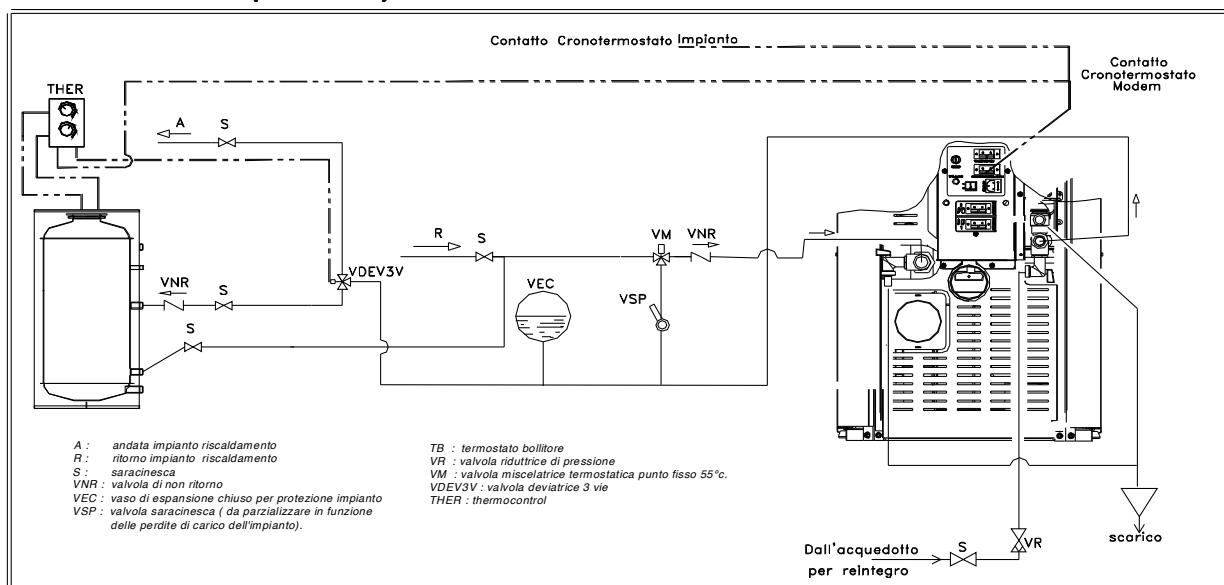 Contatto Cronotermostato Impianto
Contatto
Cronotermostato
Modem
THER
A
S
R
S
VM
VNR
VDEV3V
VNR
S
VEC
VSP
S
A : andata impianto riscaldamento
R : ritorno impianto riscaldamento
S : saracinesca
VNR : valvola di non ritorno
VEC : vaso di espansione chiuso per protezione impianto
VSP : valvola saracinesca ( da parzializzare in funzione
delle perdite di carico dell'impianto).
TB : termostato bollitore
VR : valvola riduttrice di pressione
VM : valvola miscelatrice termostatica punto fisso 55°c.
VDEV3V : valvola deviatrice 3 vie
THER : thermocontrol
scarico
Dall'acquedotto
per reintegro
S
VR